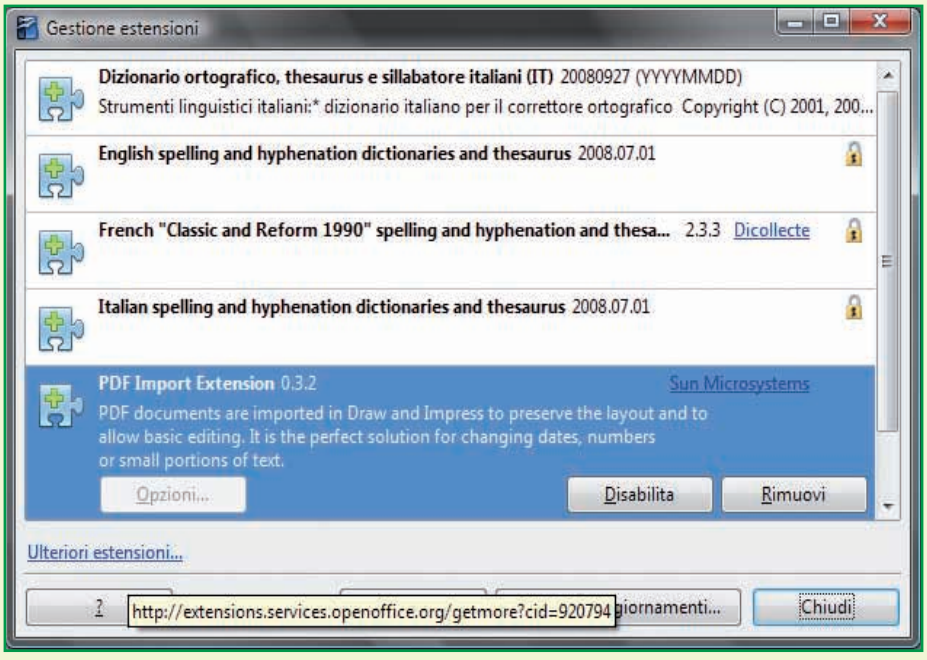 Gestione estensioni
Dizionario ortografico, thesaurus e sillabatore italiani (IT) 20080927 (YYYYMMDD)
Strumenti linguistici italiani:* dizionario italiano per il correttore ortografico Copyright (C) 2001, 200...
English spelling and hyphenation dictionaries and thesaurus 2008.07.01
French "Classic and Reform 1990" spelling and hyphenation and thesa... 2.3.3 Dicollecte
Italian spelling and hyphenation dictionaries and thesaurus 2008.07.01
PDF Import Extension 0.3.2 Sun Microsystems
PDF documents are imported in Draw and Impress to preserve the layout and to
allow basic editing. It is the perfect solution for changing dates, numbers
or small portions of text.
Opzioni... Disabilita Rimuovi
Ulteriori estensioni...
? http://extensions.services.openoffice.org/getmore?cid=920794 giornamenti... Chiudi